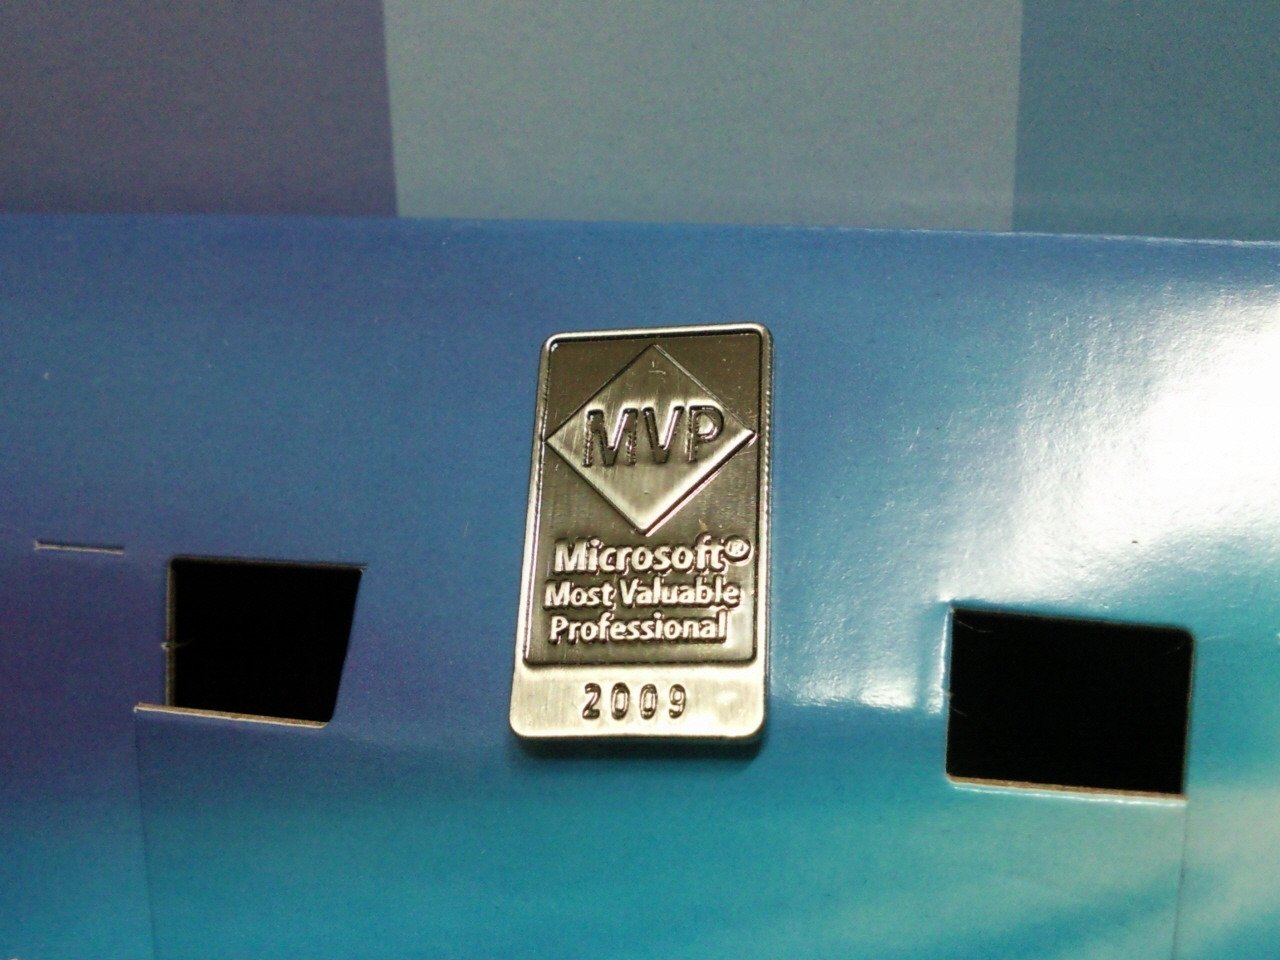 MVP
Microsoft®
Most Valuable
Professional
2009